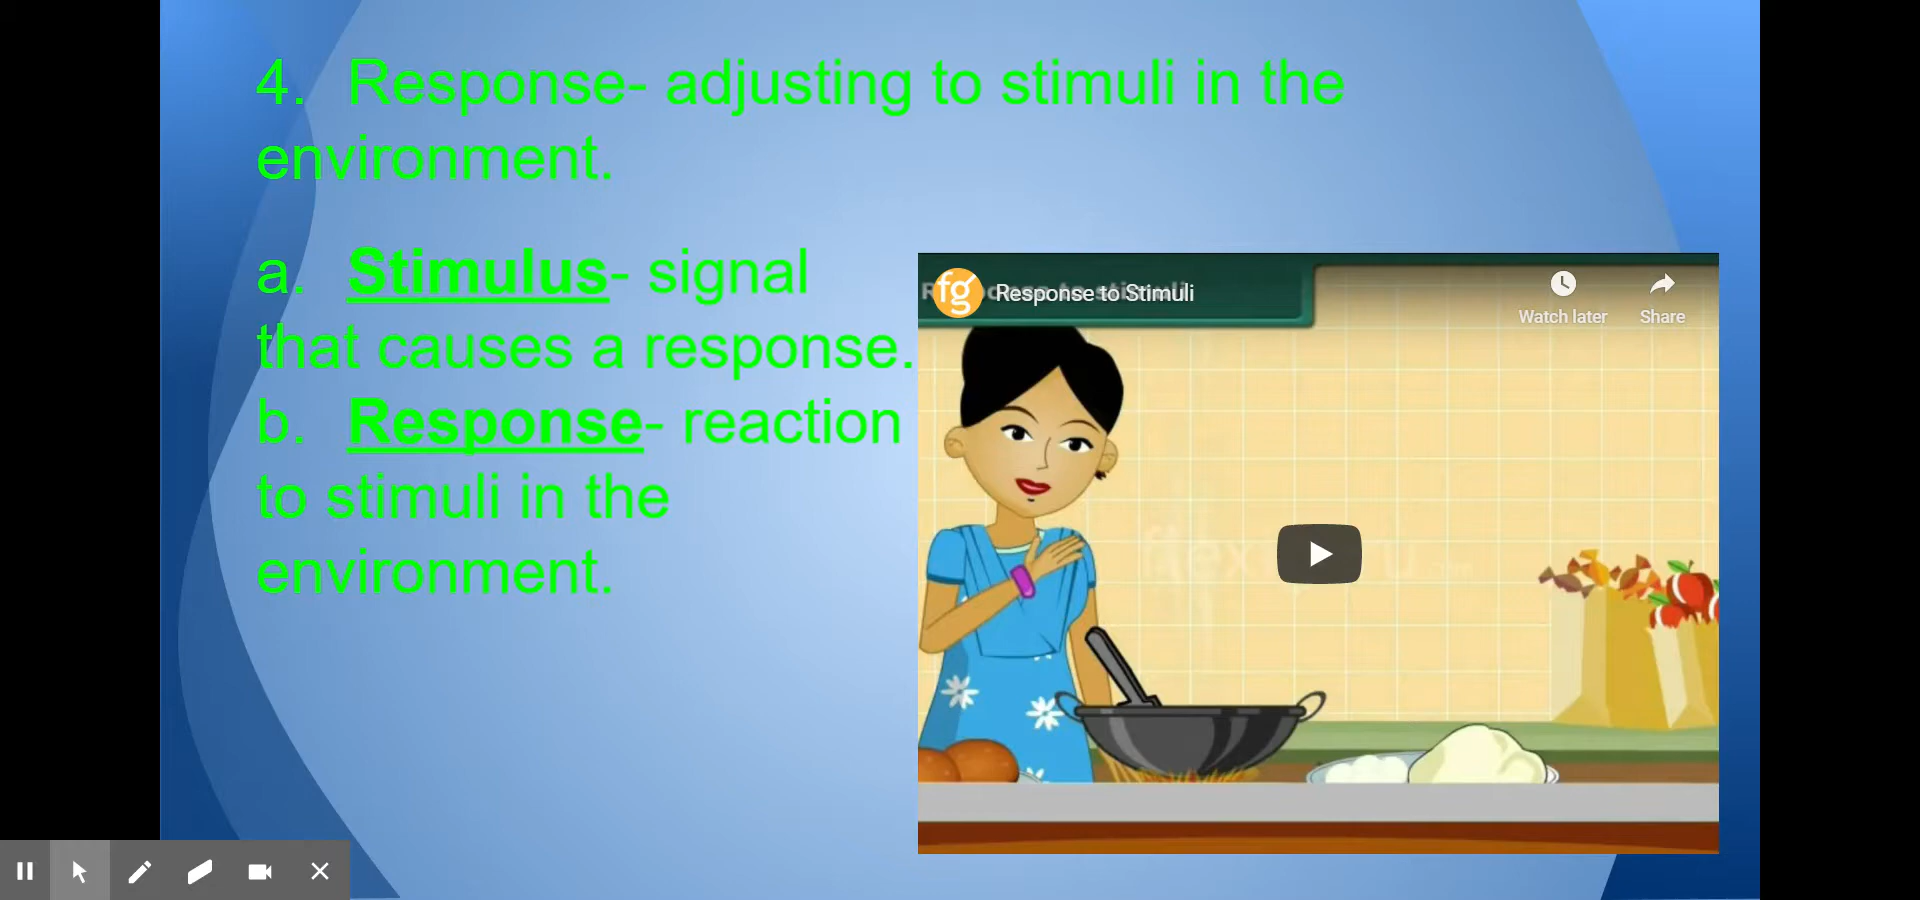 4. Response- adjusting to stimuli in the
environment.
a. Stimulus- signal
that causes a response.
b. Response- reaction
to stimuli in the
environment.
fg Response to Stimuli
Watch later Share